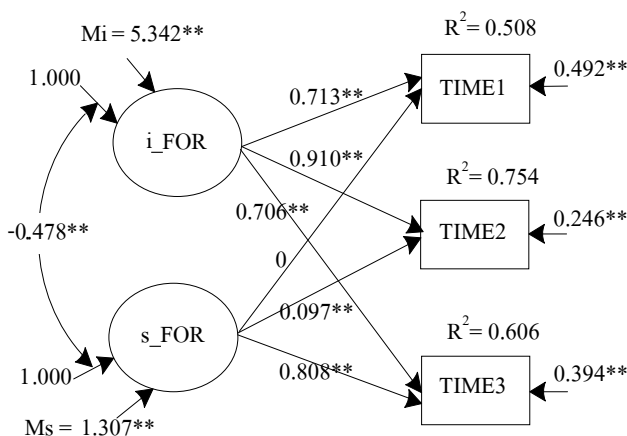 Mi = 5.342**
R² = 0.508
1.000
0.492**
TIME1
0.713**
i_FOR
0.910**
R² = 0.754
0.706**
-0.478**
0.246**
TIME2
0
0.097**
s_FOR
R² = 0.606
0.808**
1.000
0.394**
TIME3
Ms = 1.307**